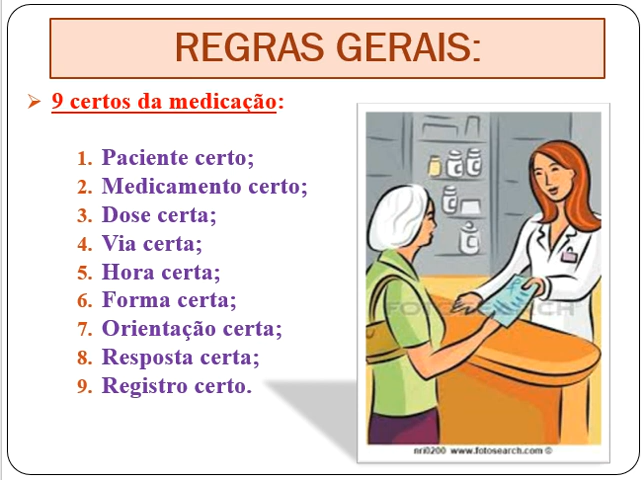 REGRAS GERAIS:
➢ 9 certos da medicação:
1. Paciente certo;
2. Medicamento certo;
3. Dose certa;
4. Via certa;
5. Hora certa;
6. Forma certa;
7. Orientação certa;
8. Resposta certa;
9. Registro certo.
FOTOSEARCH
nri0200 www.fotosearch.com ©